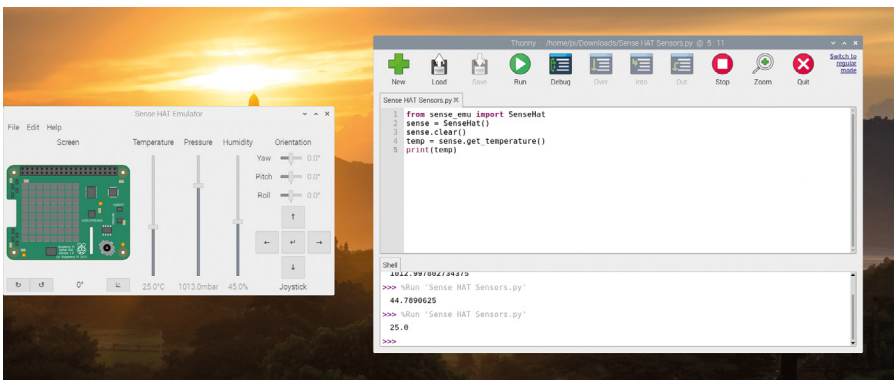 Sense HAT Emulator
File Edit Help
Screen
Temperature Pressure Humidity Orientation
Yaw 0.0°
Pitch 0.0°
Roll 0.0°
↑
← ↵ →
↓
0°
25.0°C 1013.0mbar 45.0% Joystick
Thonny /home/pi/Downloads/Sense HAT Sensors.py @ 5 : 11
New Load Save Run Debug Over Into Out Stop Zoom Quit
Switch to
regular
mode
Sense HAT Sensors.py
1 from sense_emu import SenseHat
2 sense = SenseHat()
3 sense.clear()
4 temp = sense.get_temperature()
5 print(temp)
Shell
1012.997802734375
>>> %Run 'Sense HAT Sensors.py'
44.7890625
>>> %Run 'Sense HAT Sensors.py'
25.0
>>>